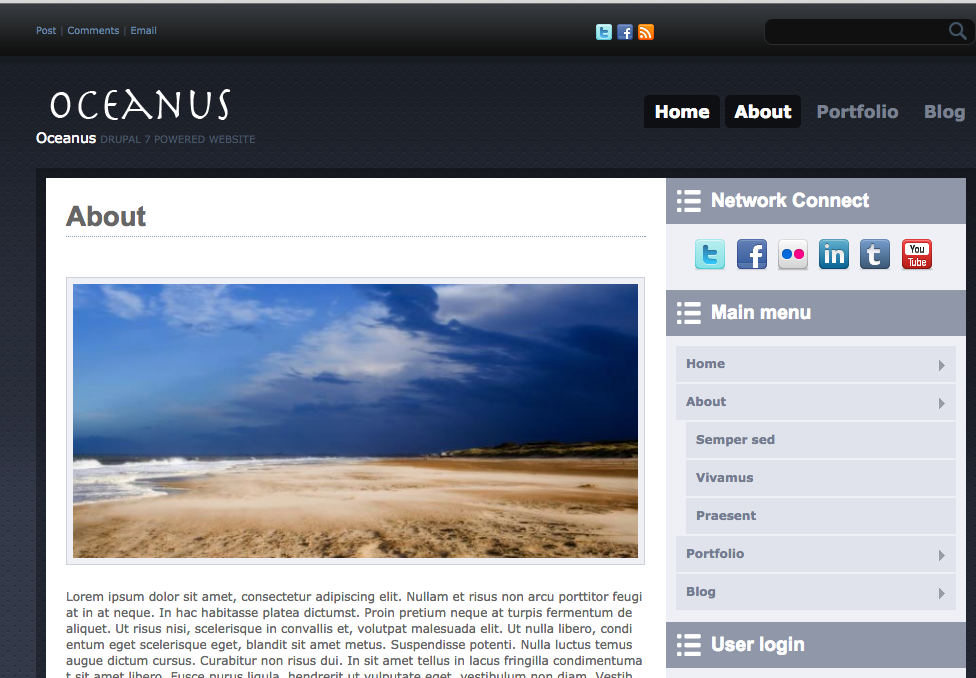 Post | Comments | Email
OCEANUS
Oceanus DRUPAL 7 POWERED WEBSITE
Home About Portfolio Blog
About
Lorem ipsum dolor sit amet, consectetur adipiscing elit. Nullam et risus non arcu porttitor feugi
at in at neque. In hac habitasse platea dictumst. Proin pretium neque at turpis fermentum de
aliquet. Ut risus nisi, scelerisque in convallis et, volutpat malesuada elit. Ut nulla libero, condi
entum eget scelerisque eget, blandit sit amet metus. Suspendisse potenti. Nulla luctus temus
augue dictum cursus. Curabitur non risus dui. In sit amet tellus in lacus fringilla condimentuma
t sit amet libero. Fusce purus ligula, hendrerit ut vulputate eget, vestibulum non diam. Vestib
Network Connect
You
Tube
Main menu
Home
About
Semper sed
Vivamus
Praesent
Portfolio
Blog
User login